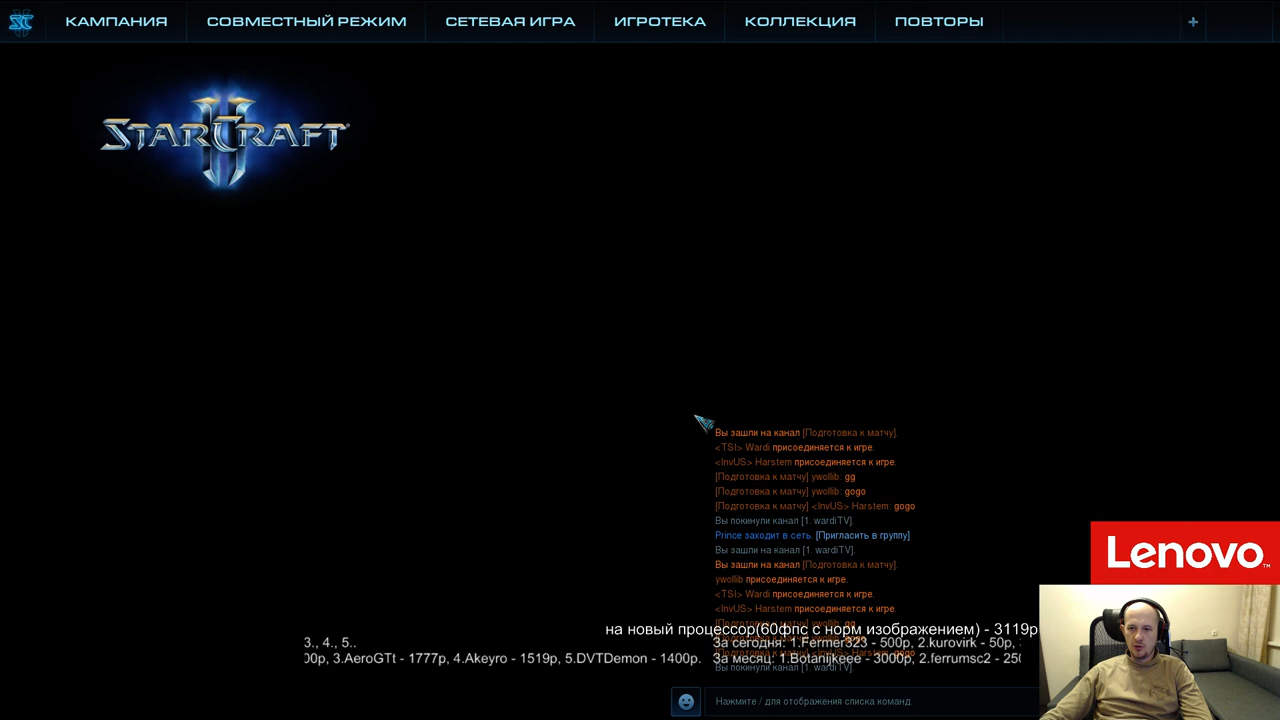 КАМПАНИЯ СОВМЕСТНЫЙ РЕЖИМ СЕТЕВАЯ ИГРА ИГРОТЕКА КОЛЛЕКЦИЯ ПОВТОРЫ +
STARCRAFT II
Вы зашли на канал [Подготовка к матчу].
<TSI> Wardi присоединяется к игре.
<InvUS> Harstem присоединяется к игре.
[Подготовка к матчу] ywollib: gg
[Подготовка к матчу] ywollib: gogo
[Подготовка к матчу] <InvUS> Harstem: gogo
Вы покинули канал [1. wardiTV].
Prince заходит в сеть. [Пригласить в группу]
Вы зашли на канал [1. wardiTV].
Вы зашли на канал [Подготовка к матчу].
ywollib присоединяется к игре.
<TSI> Wardi присоединяется к игре.
<InvUS> Harstem присоединяется к игре.
на новый процессор(60фпс с норм изображением) - 3119р
3., 4., 5.. За сегодня: 1.Fermer323 - 500р, 2.kurovirk - 50р,
00р, 3.AeroGTt - 1777р, 4.Akeyro - 1519р, 5.DVTDemon - 1400р. За месяц: 1.Botanijkeee - 3000р, 2.ferrumsc2 - 250
Вы покинули канал [1. wardiTV].
Нажмите / для отображения списка команд.
Lenovo™